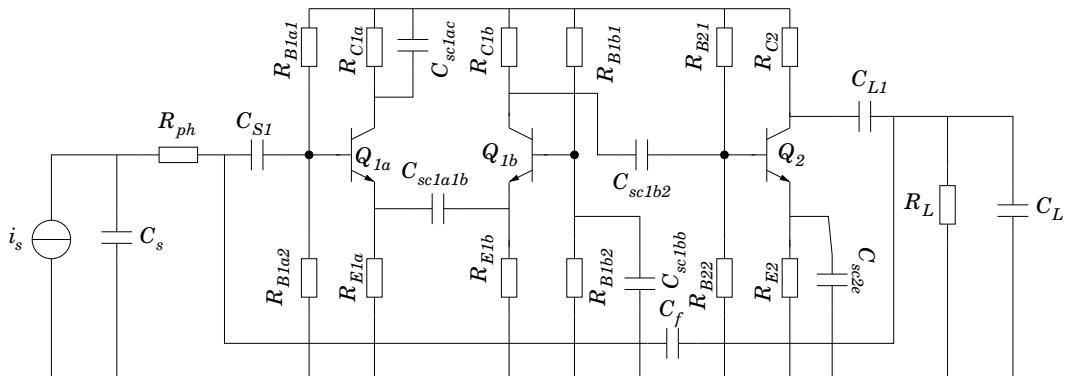 R_B1a1
R_C1a
C_sc1ac
R_C1b
R_B1b1
R_B21
R_C2
C_L1
R_ph
C_S1
Q_1a
C_sc1a1b
Q_1b
C_sc1b2
Q_2
R_L
C_L
i_s
C_s
R_B1a2
R_E1a
R_E1b
R_B1b2
C_sc1bb
R_B22
R_E2
C_sc2e
C_f